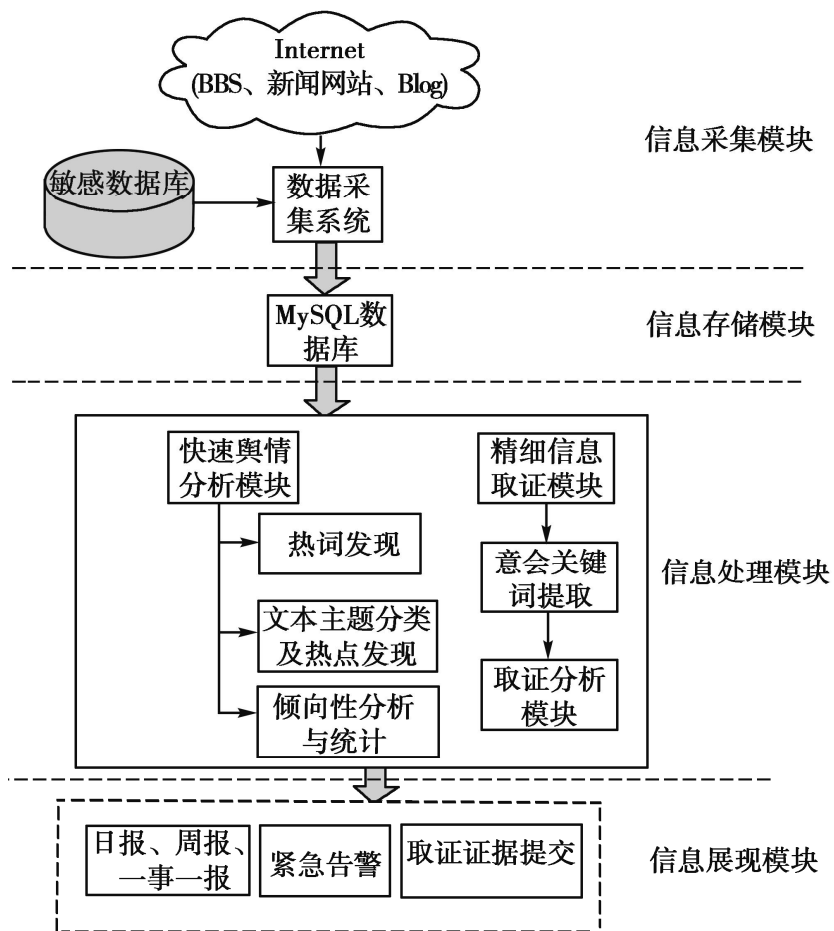 Internet
(BBS、新闻网站、Blog)
信息采集模块
敏感数据库
数据采
集系统
MySQL数
据库
信息存储模块
快速舆情
分析模块
精细信息
取证模块
热词发现
意会关键
词提取
信息处理模块
文本主题分类
及热点发现
取证分析
模块
倾向性分析
与统计
日报、周报、
一事一报
紧急告警
取证证据提交
信息展现模块